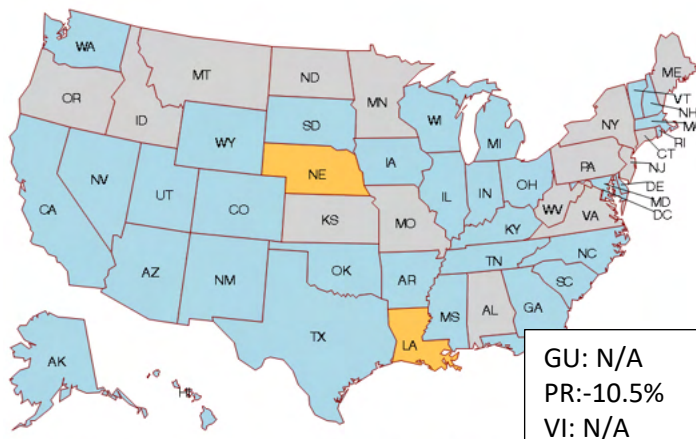 WA
MT
ND
MN
ME
VT
NH
MA
RI
CT
NJ
DE
MD
DC
OR
ID
WY
SD
WI
MI
NY
PA
NE
IA
NV
UT
CO
IL
IN
OH
WV
VA
CA
KS
MO
KY
AZ
NM
OK
AR
TN
NC
SC
TX
LA
MS
AL
GA
AK
HI
GU: N/A
PR:-10.5%
VI: N/A